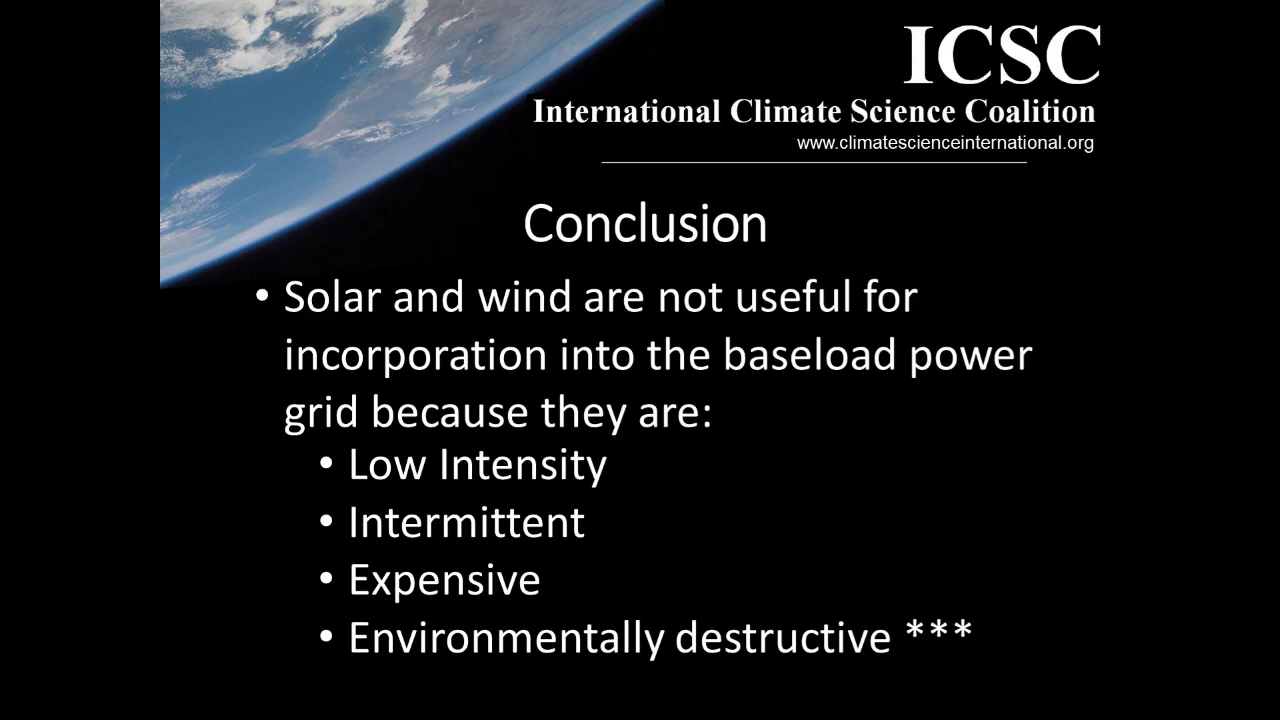 ICSC
International Climate Science Coalition
www.climatescienceinternational.org
Conclusion
• Solar and wind are not useful for
incorporation into the baseload power
grid because they are:
• Low Intensity
• Intermittent
• Expensive
• Environmentally destructive ***